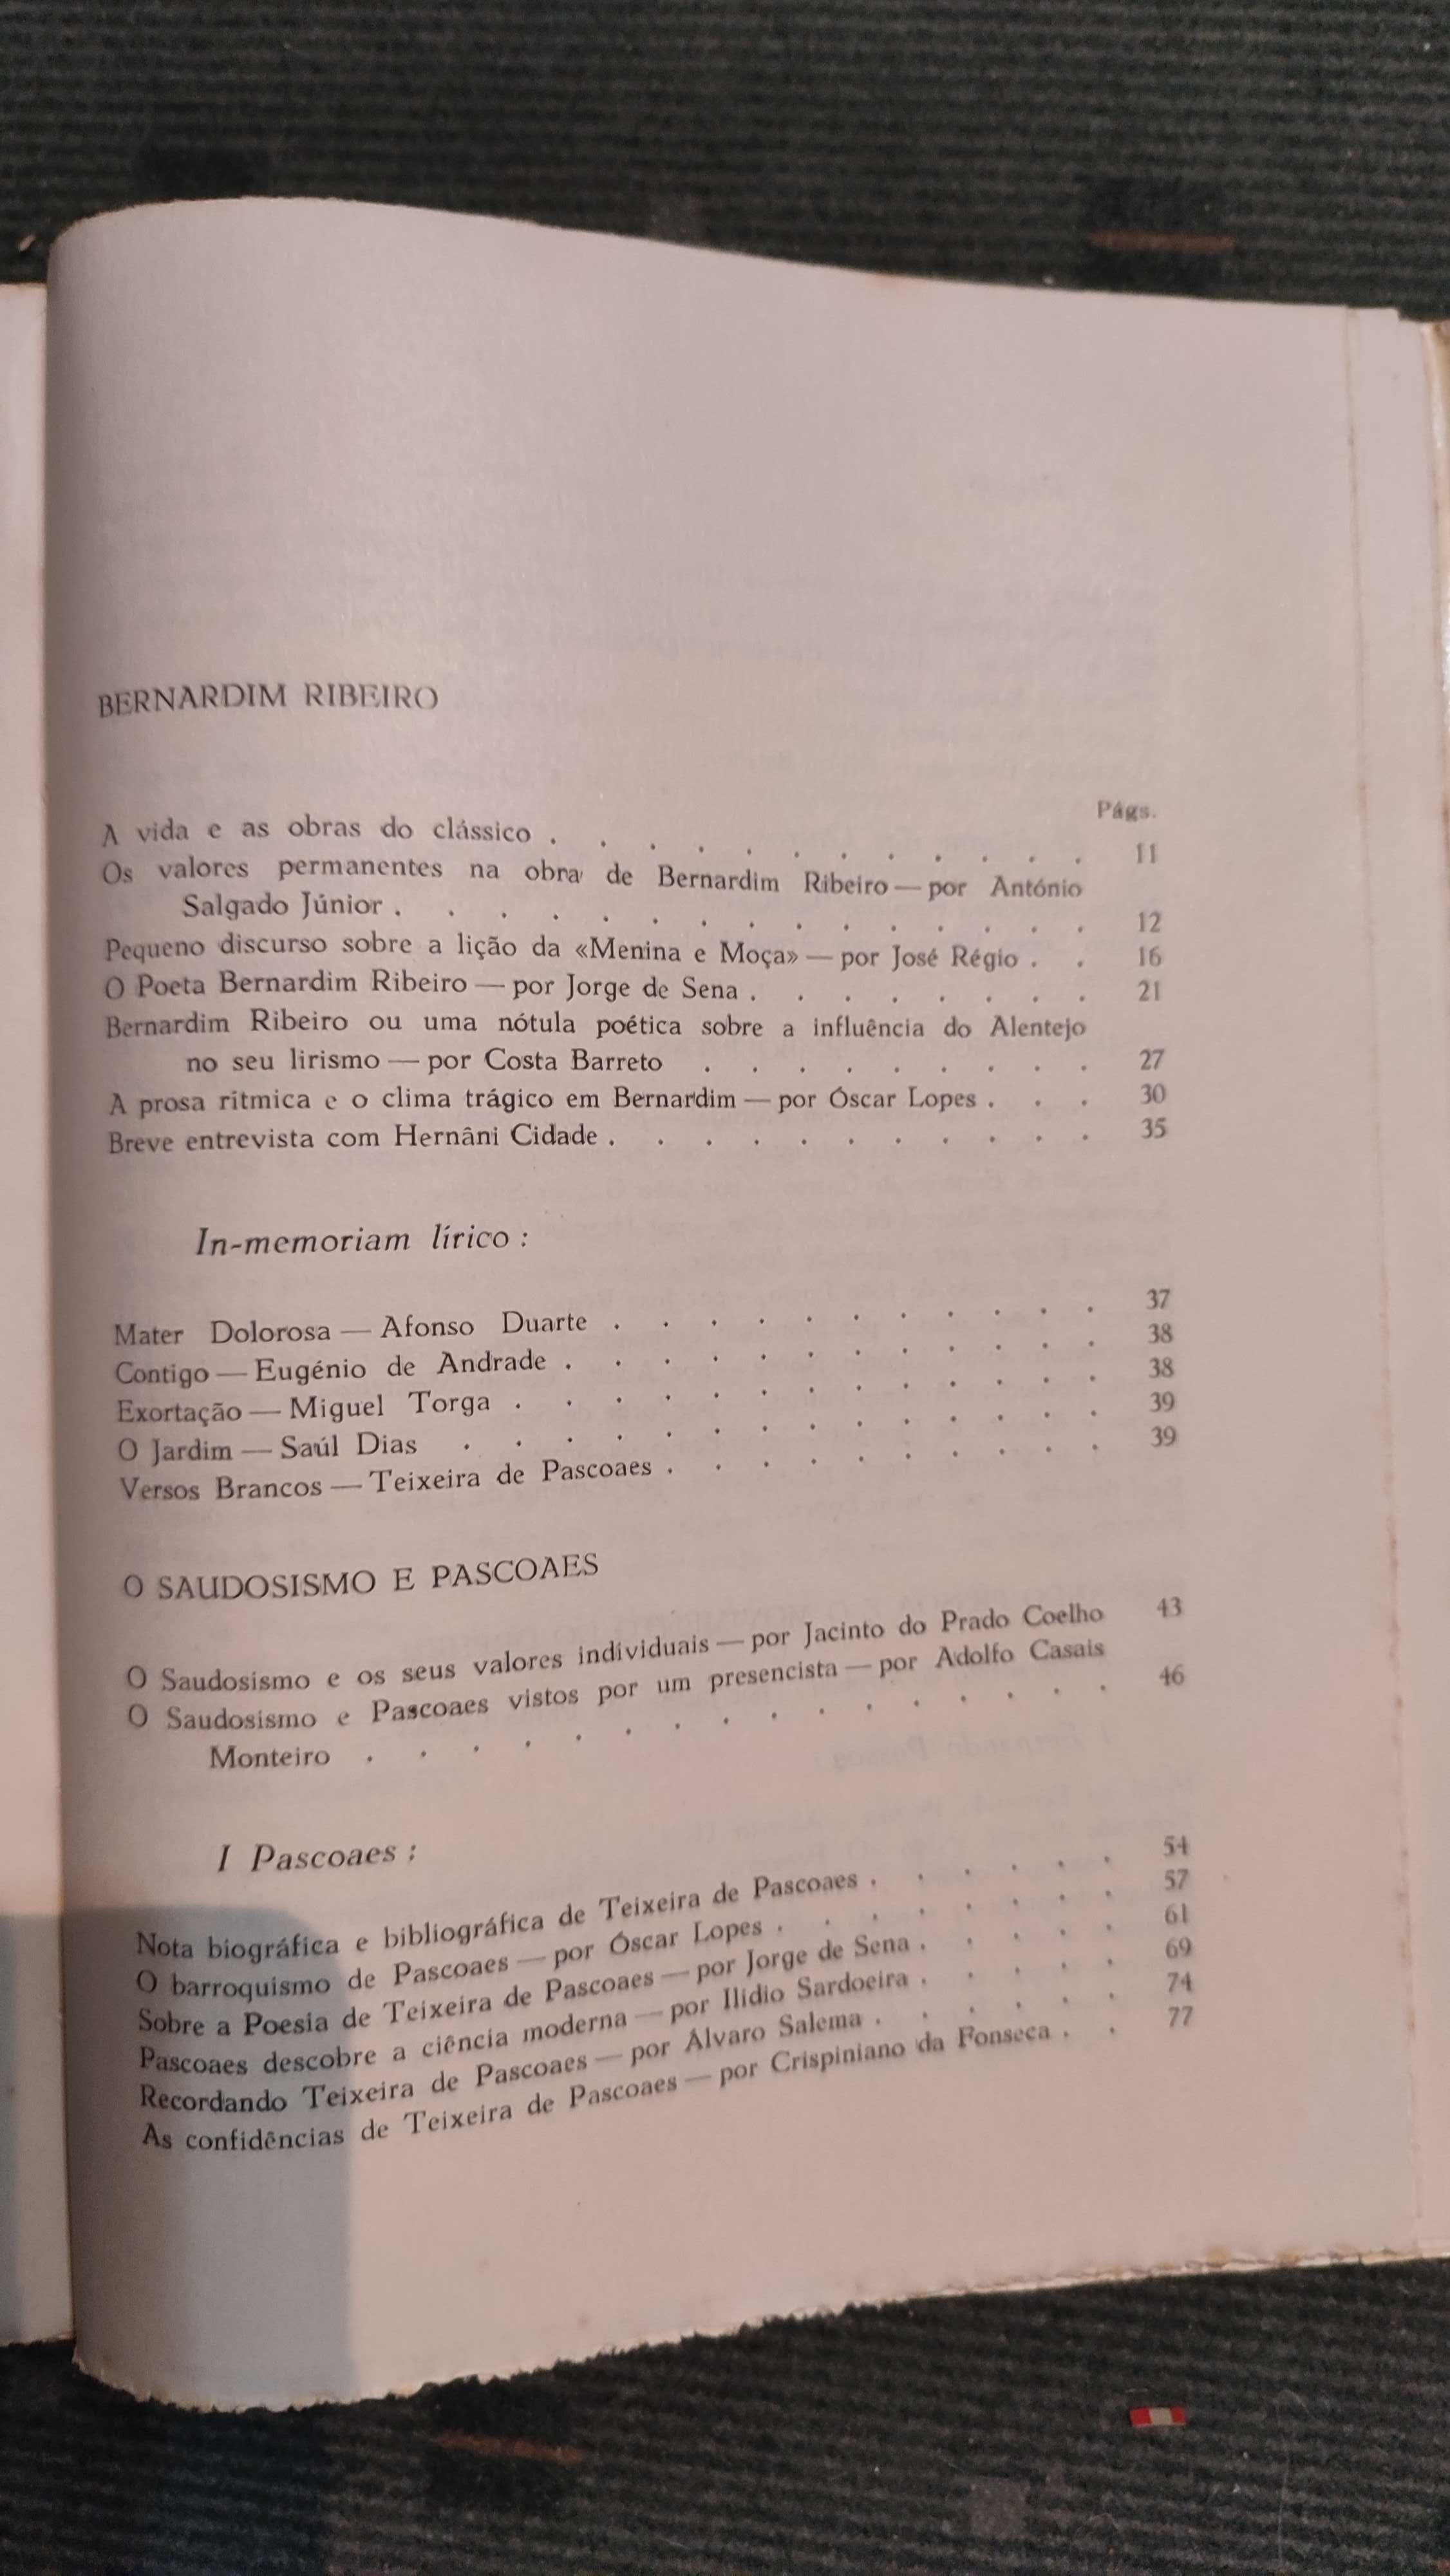 BERNARDIM RIBEIRO
Págs.
A vida e as obras do clássico . . . . . . . . . . . . 11
Os valores permanentes na obra de Bernardim Ribeiro — por António
Salgado Júnior . . . . . . . . . . . . . . 12
Pequeno discurso sobre a lição da «Menina e Moça» — por José Régio . . 16
O Poeta Bernardim Ribeiro — por Jorge de Sena . . . . . . . . 21
Bernardim Ribeiro ou uma nótula poética sobre a influência do Alentejo
no seu lirismo — por Costa Barreto . . . . . . . . . 27
A prosa rítmica e o clima trágico em Bernardim — por Óscar Lopes . . . 30
Breve entrevista com Hernâni Cidade . . . . . . . . . . . 35
In-memoriam lírico :
Mater Dolorosa — Afonso Duarte . . . . . . . . . . . 37
Contigo — Eugénio de Andrade . . . . . . . . . . . . 38
Exortação — Miguel Torga . . . . . . . . . . . . . 38
O Jardim — Saúl Dias . . . . . . . . . . . . . . 39
Versos Brancos — Teixeira de Pascoaes . . . . . . . . . . 39
O SAUDOSISMO E PASCOAES
O Saudosismo e os seus valores individuais — por Jacinto do Prado Coelho 43
O Saudosismo e Pascoaes vistos por um presencista — por Adolfo Casais
Monteiro . . . . . . . . . . . . . . . . 46
I Pascoaes :
Nota biográfica e bibliográfica de Teixeira de Pascoaes . . . . . . 54
O barroquismo de Pascoaes — por Óscar Lopes . . . . . . . . 57
Sobre a Poesia de Teixeira de Pascoaes — por Jorge de Sena . . . . . 61
Pascoaes descobre a ciência moderna — por Ilídio Sardoeira . . . . . 69
Recordando Teixeira de Pascoaes — por Álvaro Salema . . . . . . 74
As confidências de Teixeira de Pascoaes — por Crispiniano da Fonseca . . 77